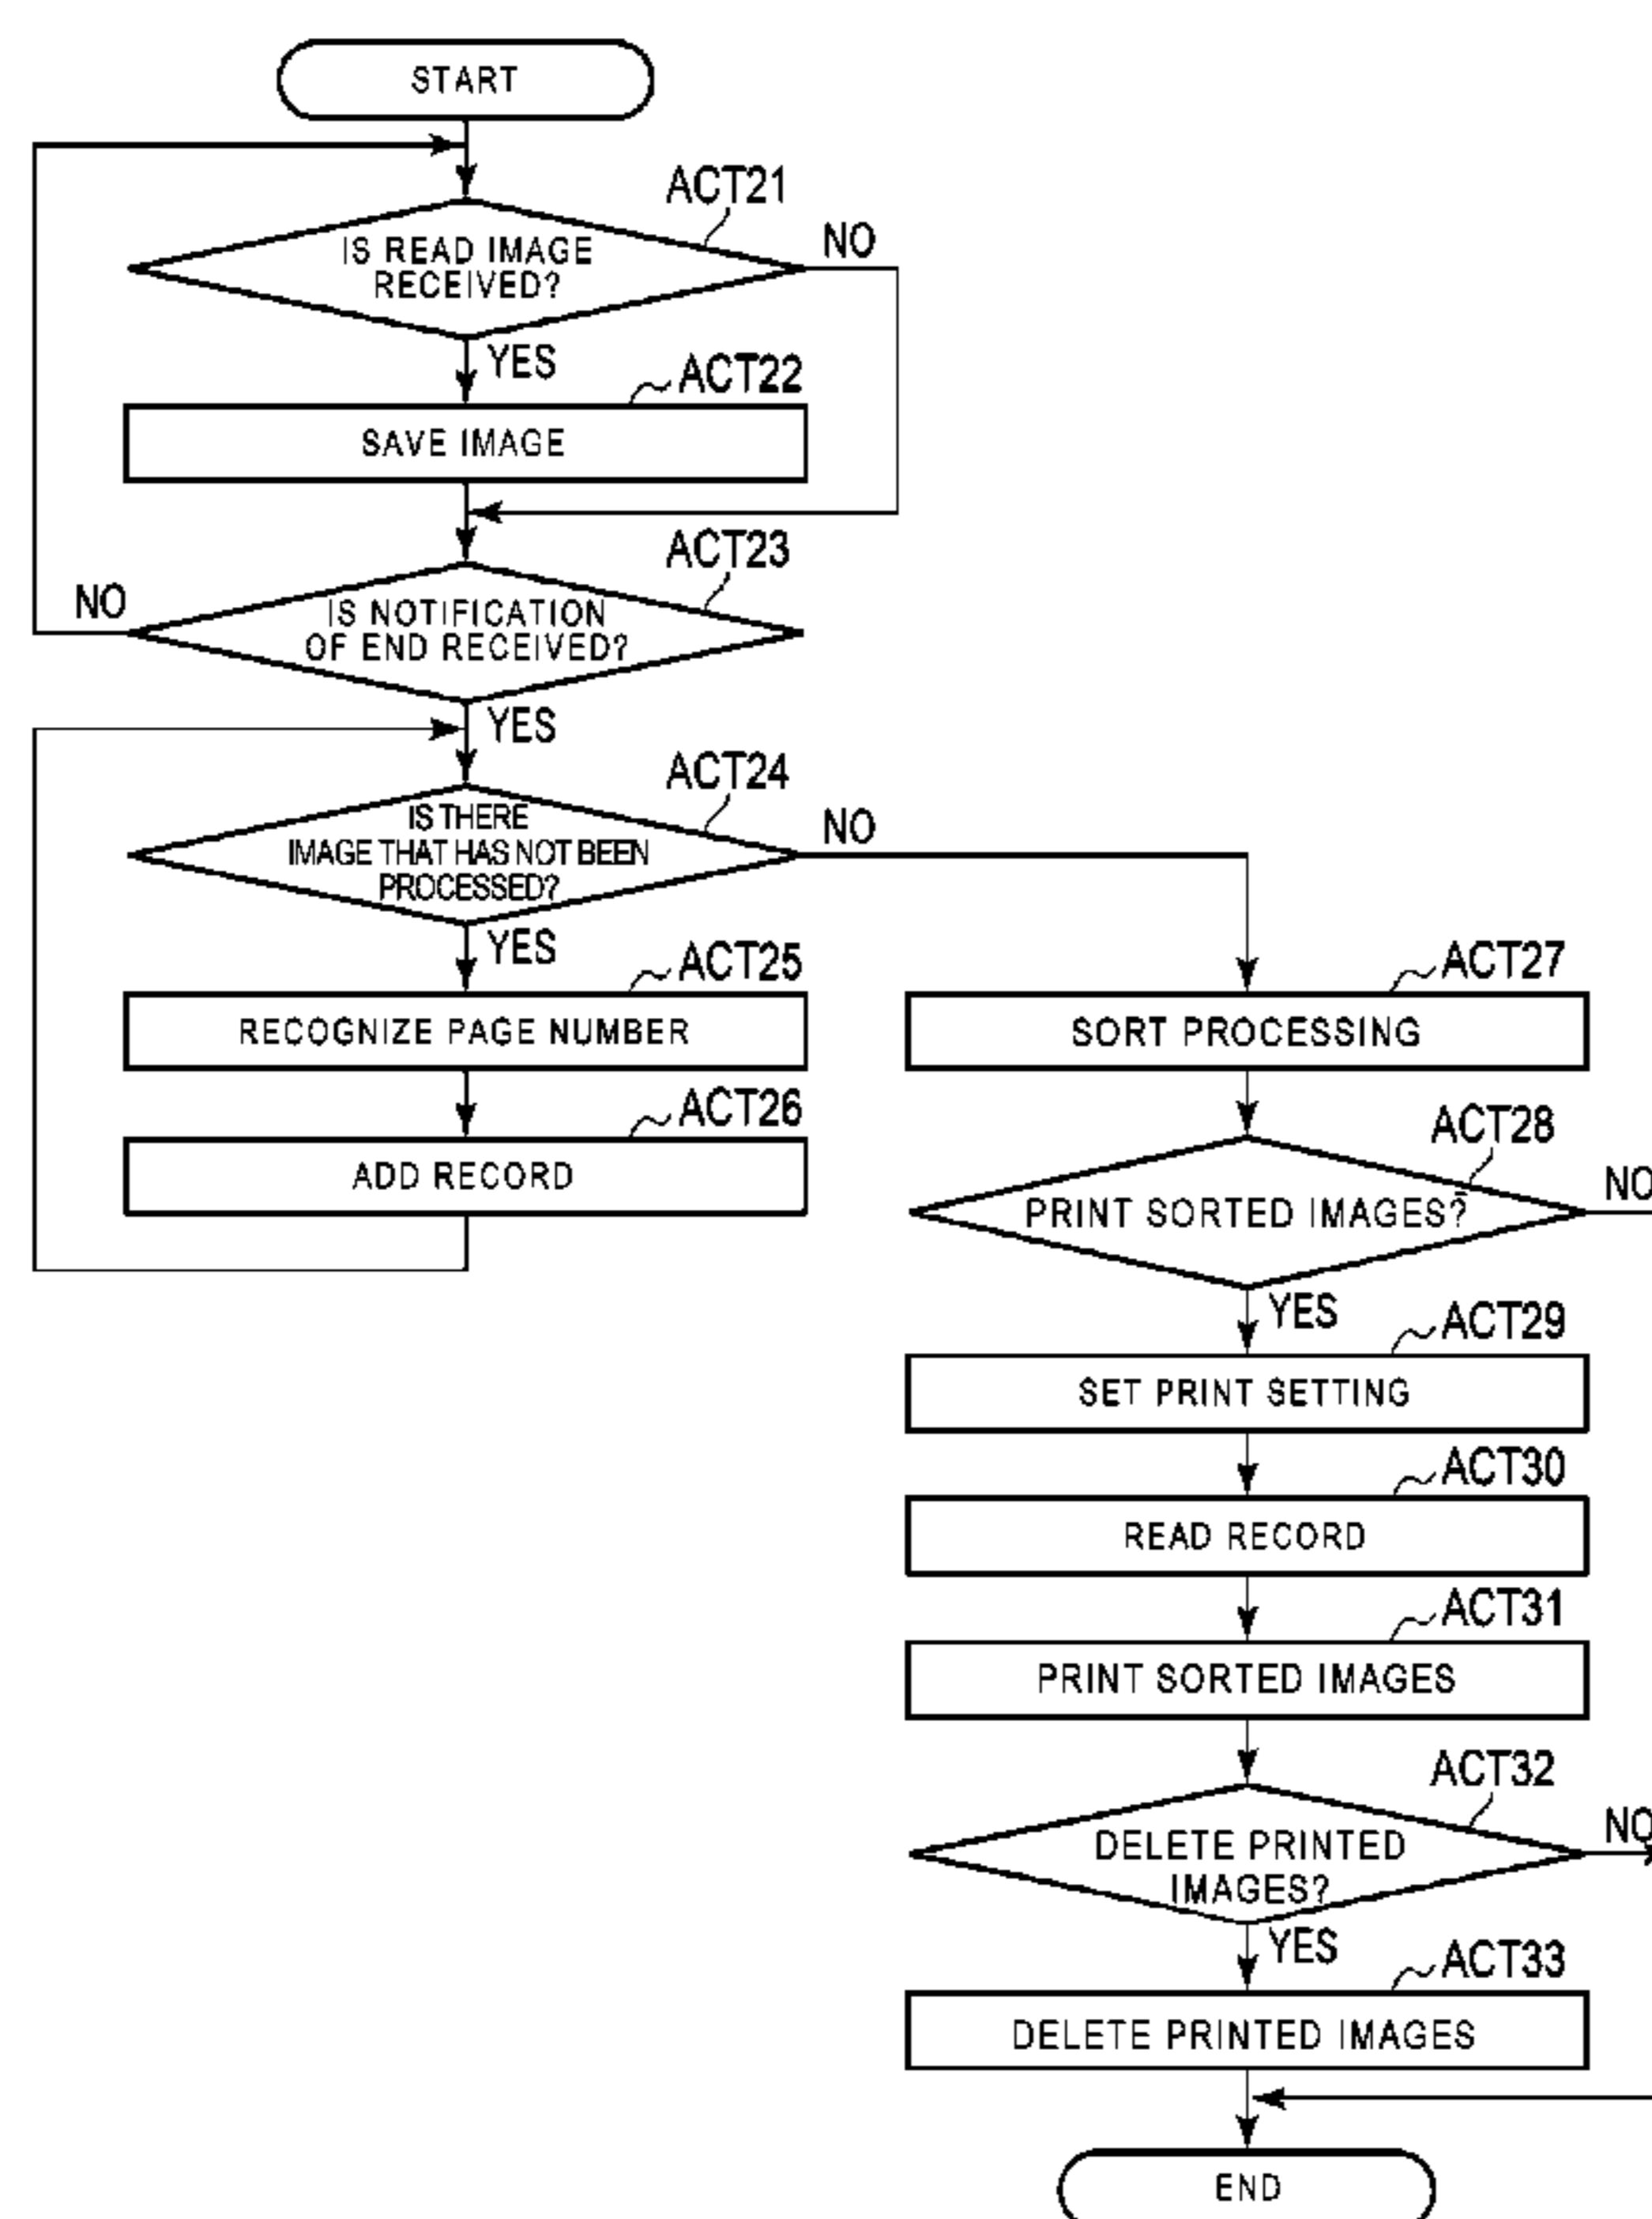 START
ACT21
IS READ IMAGE
RECEIVED?
NO
YES
ACT22
SAVE IMAGE
ACT23
IS NOTIFICATION
OF END RECEIVED?
NO
YES
ACT24
IS THERE
IMAGE THAT HAS NOT BEEN
PROCESSED?
NO
YES
ACT25
RECOGNIZE PAGE NUMBER
ACT26
ADD RECORD
ACT27
SORT PROCESSING
ACT28
PRINT SORTED IMAGES?
NO
YES
ACT29
SET PRINT SETTING
ACT30
READ RECORD
ACT31
PRINT SORTED IMAGES
ACT32
DELETE PRINTED
IMAGES?
NO
YES
ACT33
DELETE PRINTED IMAGES
END